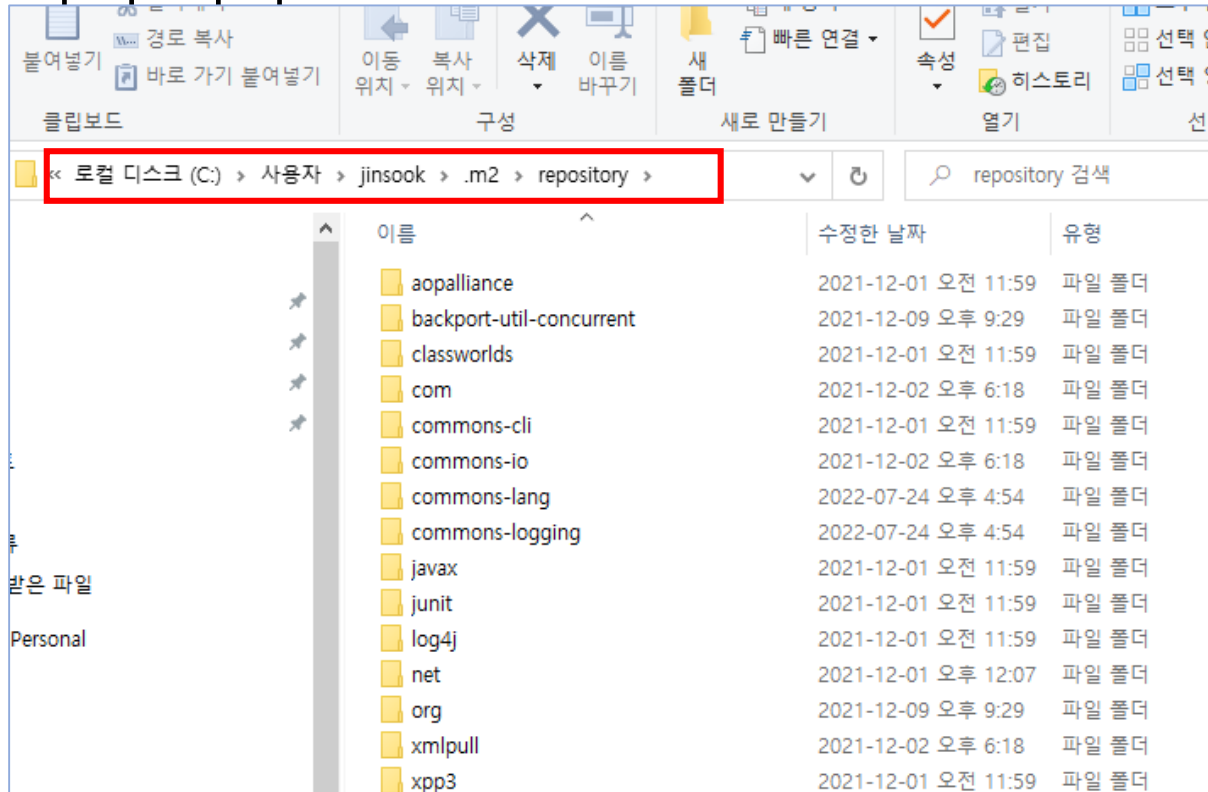 경로 복사
붙여넣기
바로 가기 붙여넣기
클립보드
이동 위치
복사 위치
삭제
이름 바꾸기
구성
새 폴더
빠른 연결
새로 만들기
속성
편집
히스토리
열기
선택
선택
선
« 로컬 디스크 (C:) › 사용자 › jinsook › .m2 › repository ›
repository 검색
이름 수정한 날짜 유형
aopalliance 2021-12-01 오전 11:59 파일 폴더
backport-util-concurrent 2021-12-09 오후 9:29 파일 폴더
classworlds 2021-12-01 오전 11:59 파일 폴더
com 2021-12-02 오후 6:18 파일 폴더
commons-cli 2021-12-01 오전 11:59 파일 폴더
commons-io 2021-12-02 오후 6:18 파일 폴더
commons-lang 2022-07-24 오후 4:54 파일 폴더
commons-logging 2022-07-24 오후 4:54 파일 폴더
javax 2021-12-01 오전 11:59 파일 폴더
받은 파일
junit 2021-12-01 오전 11:59 파일 폴더
Personal
log4j 2021-12-01 오전 11:59 파일 폴더
net 2021-12-01 오후 12:07 파일 폴더
org 2021-12-09 오후 9:29 파일 폴더
xmlpull 2021-12-02 오후 6:18 파일 폴더
xpp3 2021-12-01 오전 11:59 파일 폴더